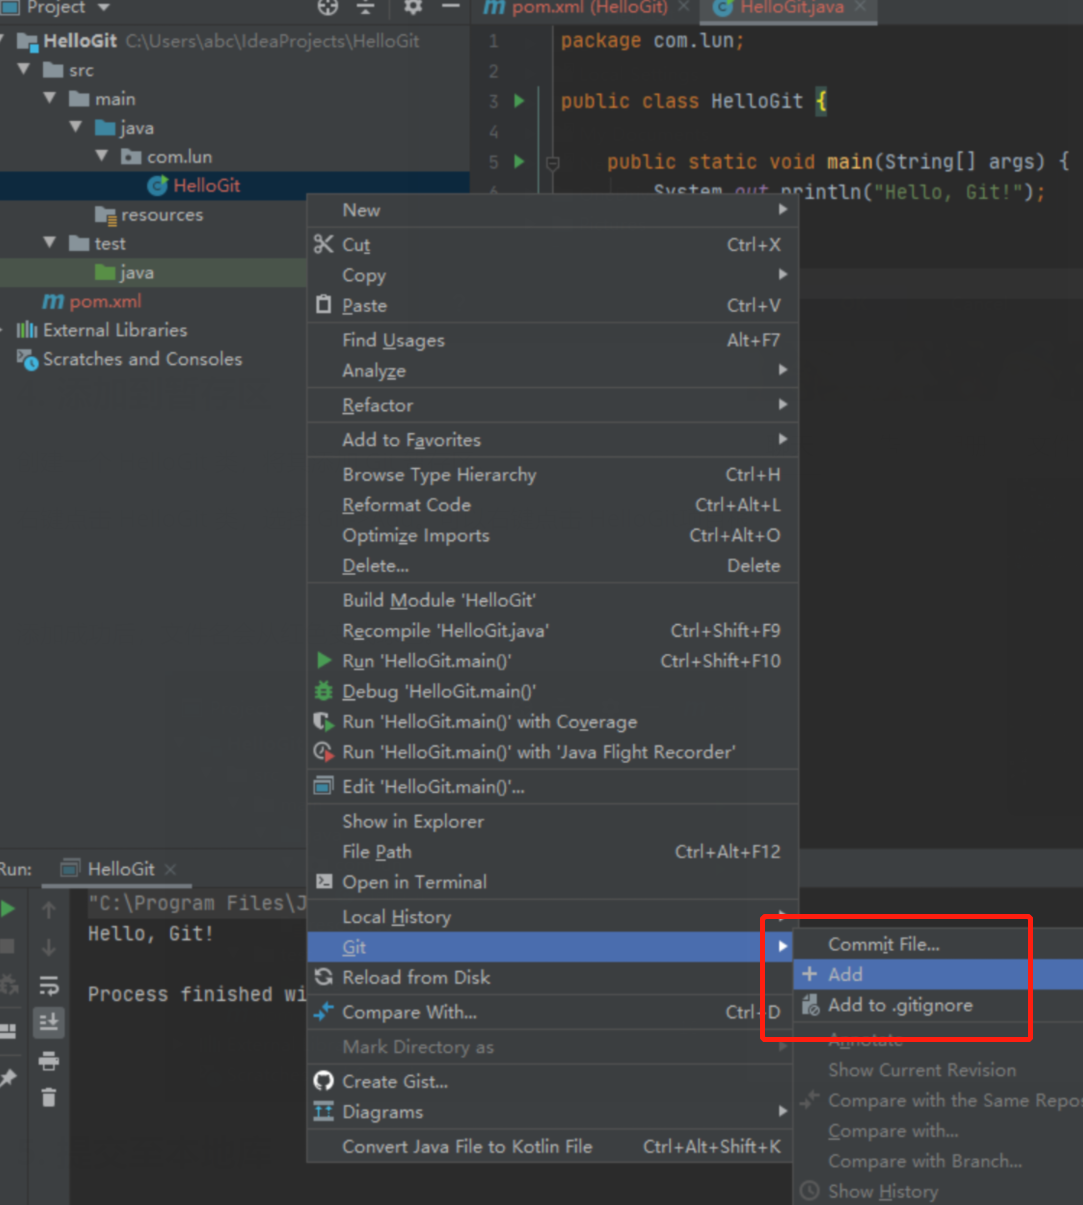 Project
HelloGit C:\Users\abc\IdeaProjects\HelloGit
src
main
java
com.lun
HelloGit
resources
test
java
pom.xml
External Libraries
Scratches and Consoles
pom.xml (HelloGit)
HelloGit.java
1 package com.lun;
2
3 public class HelloGit {
4
5 public static void main(String[] args) {
6 System.out.println("Hello, Git!");
New
Cut Ctrl+X
Copy
Paste Ctrl+V
Find Usages Alt+F7
Analyze
Refactor
Add to Favorites
Browse Type Hierarchy Ctrl+H
Reformat Code Ctrl+Alt+L
Optimize Imports Ctrl+Alt+O
Delete... Delete
Build Module 'HelloGit'
Recompile 'HelloGit.java' Ctrl+Shift+F9
Run 'HelloGit.main()' Ctrl+Shift+F10
Debug 'HelloGit.main()'
Run 'HelloGit.main()' with Coverage
Run 'HelloGit.main()' with 'Java Flight Recorder'
Edit 'HelloGit.main()'...
Show in Explorer
File Path Ctrl+Alt+F12
Open in Terminal
Local History
Git
Reload from Disk
Compare With... Ctrl+D
Mark Directory as
Create Gist...
Diagrams
Convert Java File to Kotlin File Ctrl+Alt+Shift+K
Commit File...
Add
Add to .gitignore
Annotate
Show Current Revision
Compare with the Same Repos
Compare with...
Compare with Branch...
Show History
Run: HelloGit
"C:\Program Files\J
Hello, Git!
Process finished wi